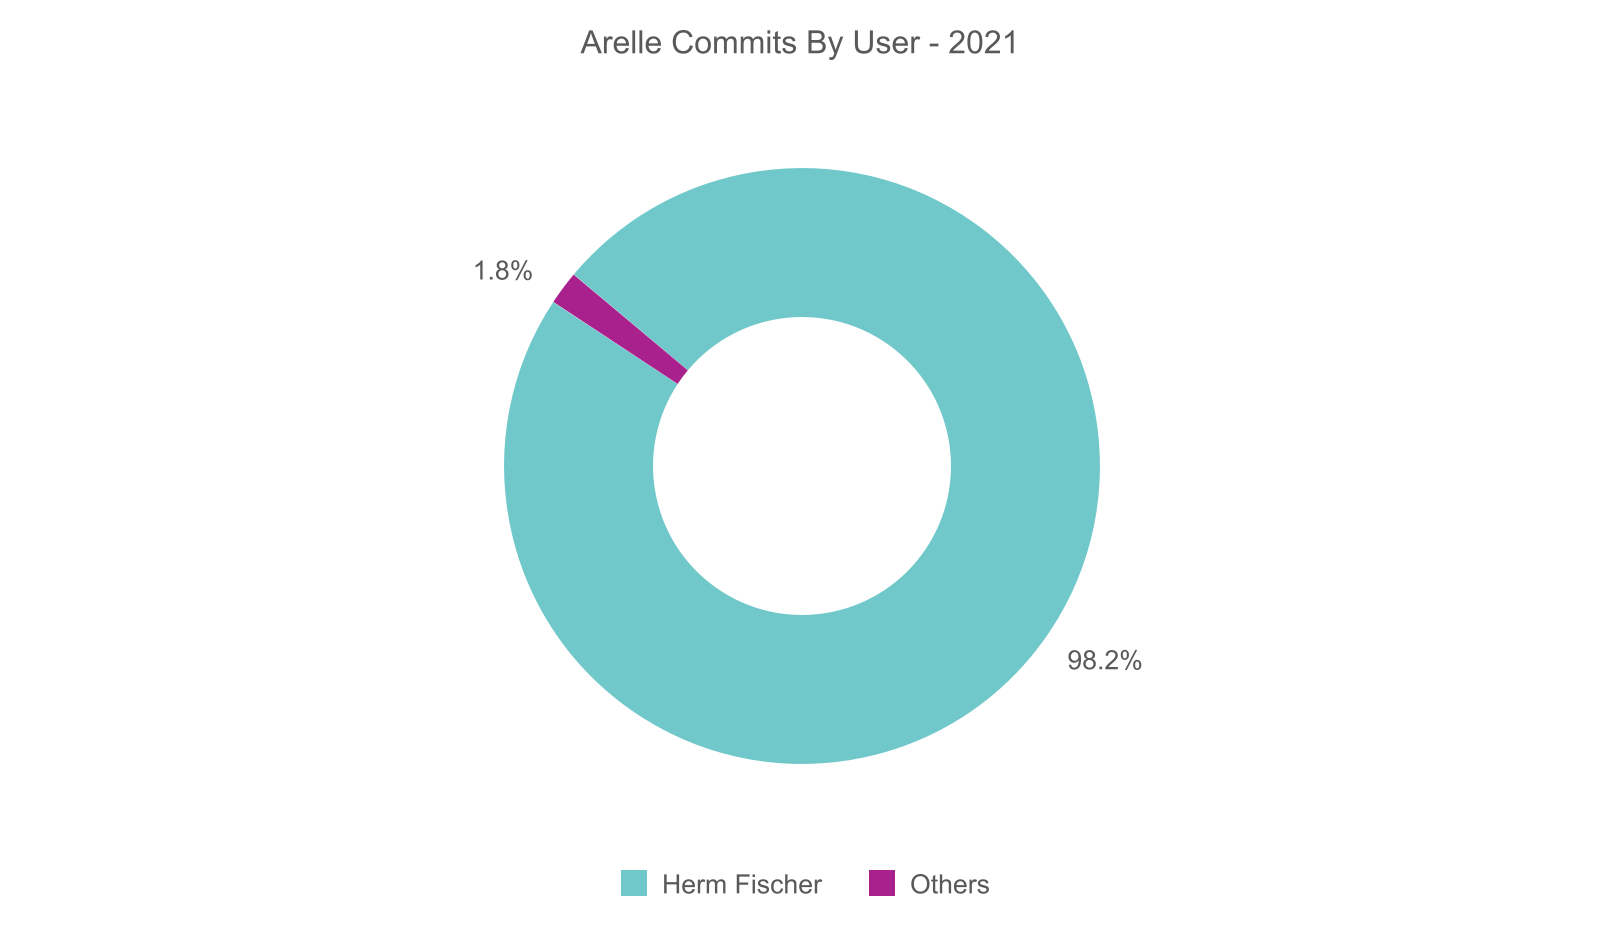 Arelle Commits By User - 2021
1.8%
98.2%
Herm Fischer
Others